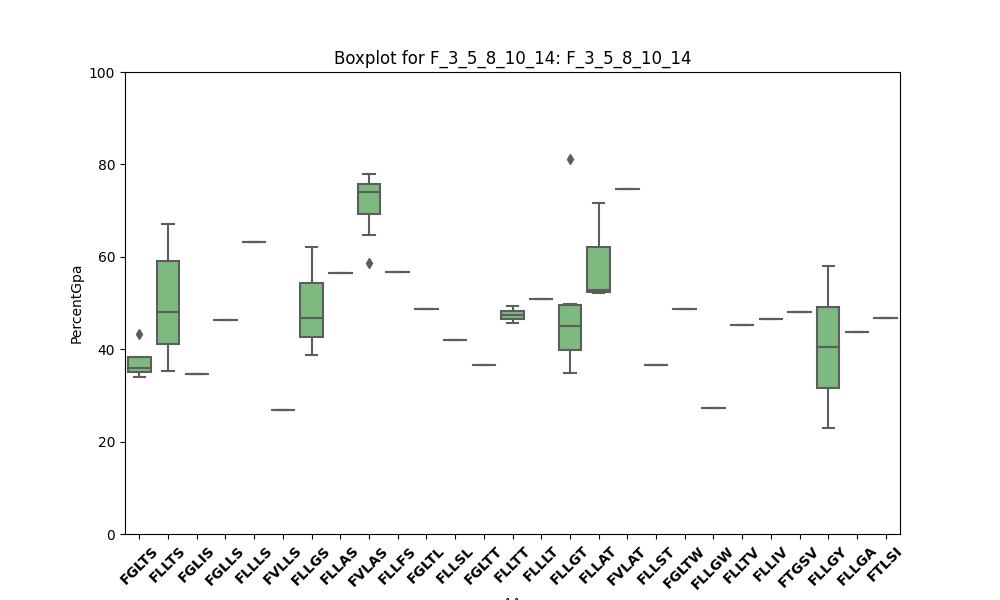 Boxplot for F_3_5_8_10_14: F_3_5_8_10_14
100
80
60
40
20
0
PercentGpa
FGLTS
FLLTS
FGLIS
FGLLS
FLLLS
FVLLS
FLLGS
FLLAS
FVLAS
FLLFS
FGLTL
FLLSL
FGLTT
FLLTT
FLLLT
FLLGT
FLLAT
FVLAT
FLLST
FGLTW
FLLGW
FLLTV
FLLIV
FTGSV
FLLGY
FLLGA
FTLSI